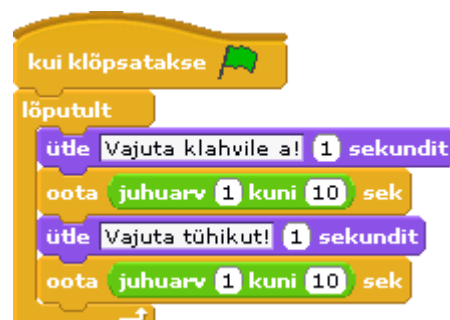 kui klõpsatakse
lõputult
ütle Vajuta klahvile a! 1 sekundit
oota juhuarv 1 kuni 10 sek
ütle Vajuta tühikut! 1 sekundit
oota juhuarv 1 kuni 10 sek